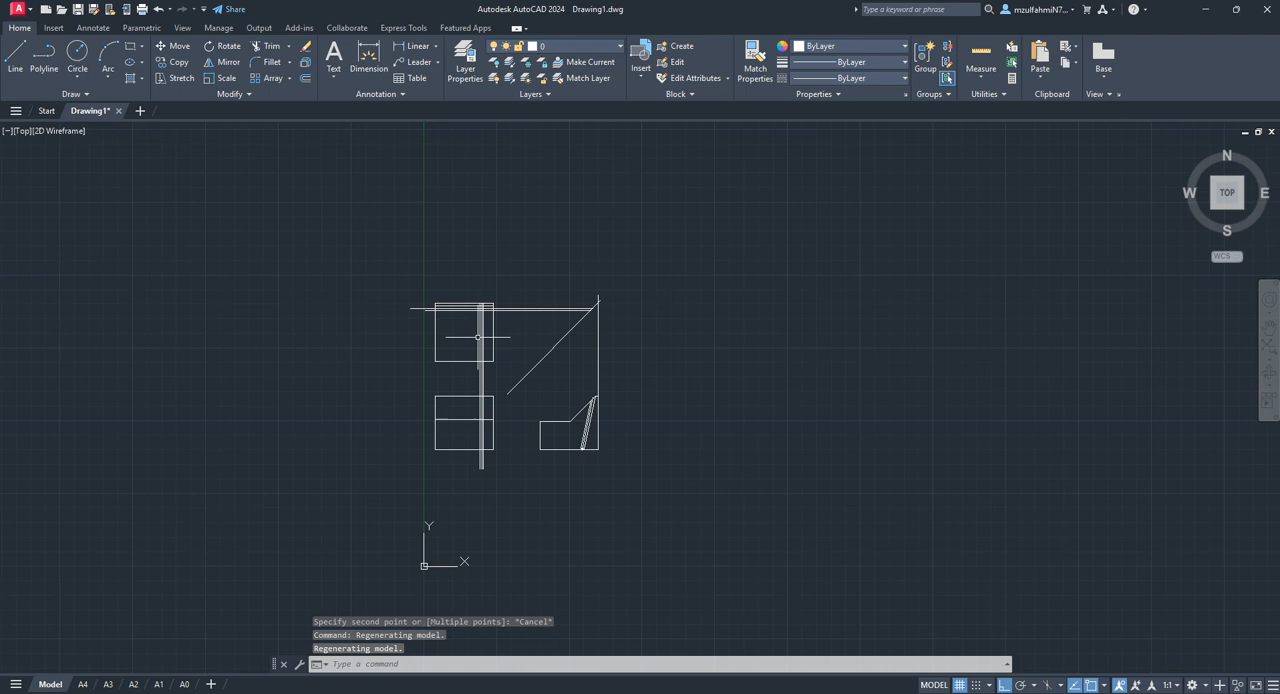 Share
Autodesk AutoCAD 2024 Drawing1.dwg
Type a keyword or phrase
mzulfahmiN7...
Home Insert Annotate Parametric View Manage Output Collaborate Express Tools Featured Apps
Line Polyline Circle Arc
Move Rotate Trim
Copy Mirror Fillet
Stretch Scale Array
Text Dimension
Linear
Leader
Table
Layer Properties
0
Make Current
Match Layer
Insert
Create
Edit
Edit Attributes
Match Properties
ByLayer
ByLayer
ByLayer
Group
Measure
Paste
Base
Draw Modify Annotation Layers Block Properties Groups Utilities Clipboard View
Start Drawing1*
[−][Top][2D Wireframe]
N
W TOP E
S
WCS
Y
X
Specify second point or [Multiple points]: *Cancel*
Command: Regenerating model.
Regenerating model.
Type a command
Model A4 A3 A2 A1 A0
MODEL 1:1